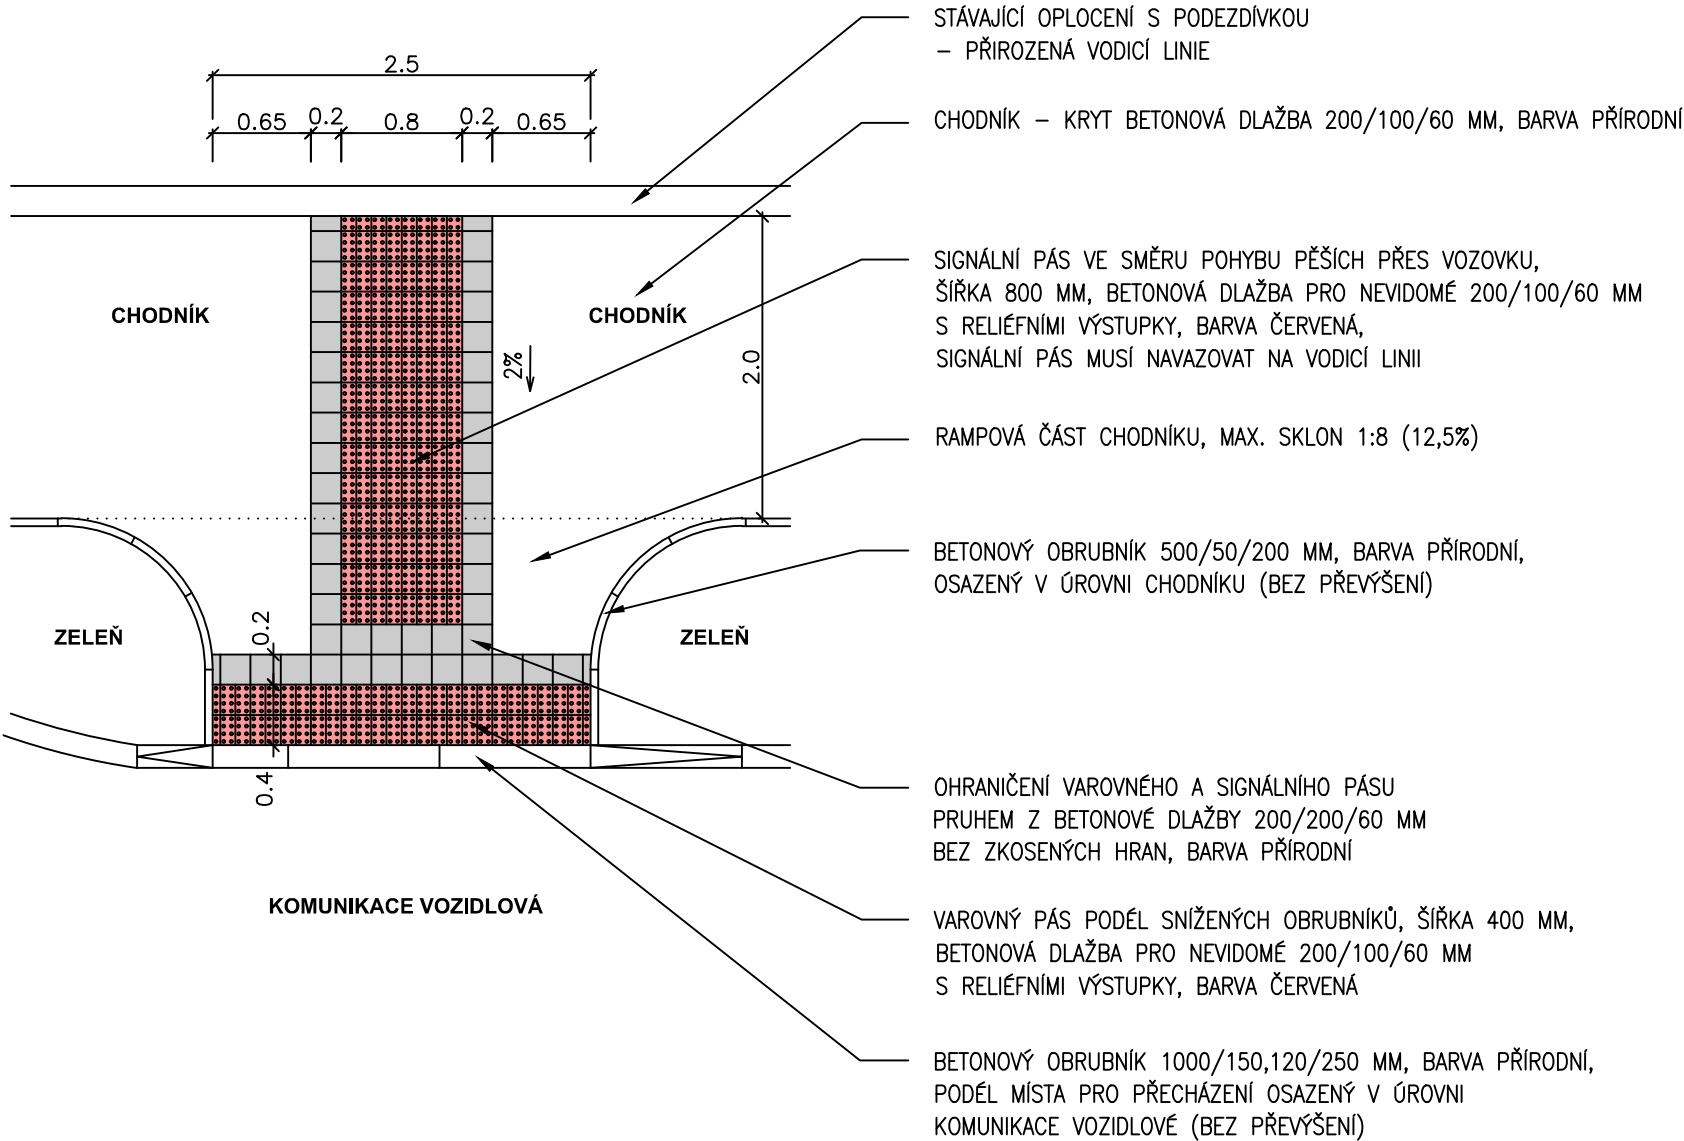 STÁVAJÍCÍ OPLOCENÍ S PODEZDÍVKOU
– PŘIROZENÁ VODICÍ LINIE
2.5
0.65
0.2
0.8
0.2
0.65
CHODNÍK – KRYT BETONOVÁ DLAŽBA 200/100/60 MM, BARVA PŘÍRODNÍ
SIGNÁLNÍ PÁS VE SMĚRU POHYBU PĚŠÍCH PŘES VOZOVKU,
ŠÍŘKA 800 MM, BETONOVÁ DLAŽBA PRO NEVIDOMÉ 200/100/60 MM
S RELIÉFNÍMI VÝSTUPKY, BARVA ČERVENÁ,
SIGNÁLNÍ PÁS MUSÍ NAVAZOVAT NA VODICÍ LINII
CHODNÍK
CHODNÍK
2%
2.0
RAMPOVÁ ČÁST CHODNÍKU, MAX. SKLON 1:8 (12,5%)
BETONOVÝ OBRUBNÍK 500/50/200 MM, BARVA PŘÍRODNÍ,
OSAZENÝ V ÚROVNI CHODNÍKU (BEZ PŘEVÝŠENÍ)
ZELEŇ
0.2
ZELEŇ
0.4
OHRANIČENÍ VAROVNÉHO A SIGNÁLNÍHO PÁSU
PRUHEM Z BETONOVÉ DLAŽBY 200/200/60 MM
BEZ ZKOSENÝCH HRAN, BARVA PŘÍRODNÍ
KOMUNIKACE VOZIDLOVÁ
VAROVNÝ PÁS PODÉL SNÍŽENÝCH OBRUBNÍKŮ, ŠÍŘKA 400 MM,
BETONOVÁ DLAŽBA PRO NEVIDOMÉ 200/100/60 MM
S RELIÉFNÍMI VÝSTUPKY, BARVA ČERVENÁ
BETONOVÝ OBRUBNÍK 1000/150,120/250 MM, BARVA PŘÍRODNÍ,
PODÉL MÍSTA PRO PŘECHÁZENÍ OSAZENÝ V ÚROVNI
KOMUNIKACE VOZIDLOVÉ (BEZ PŘEVÝŠENÍ)